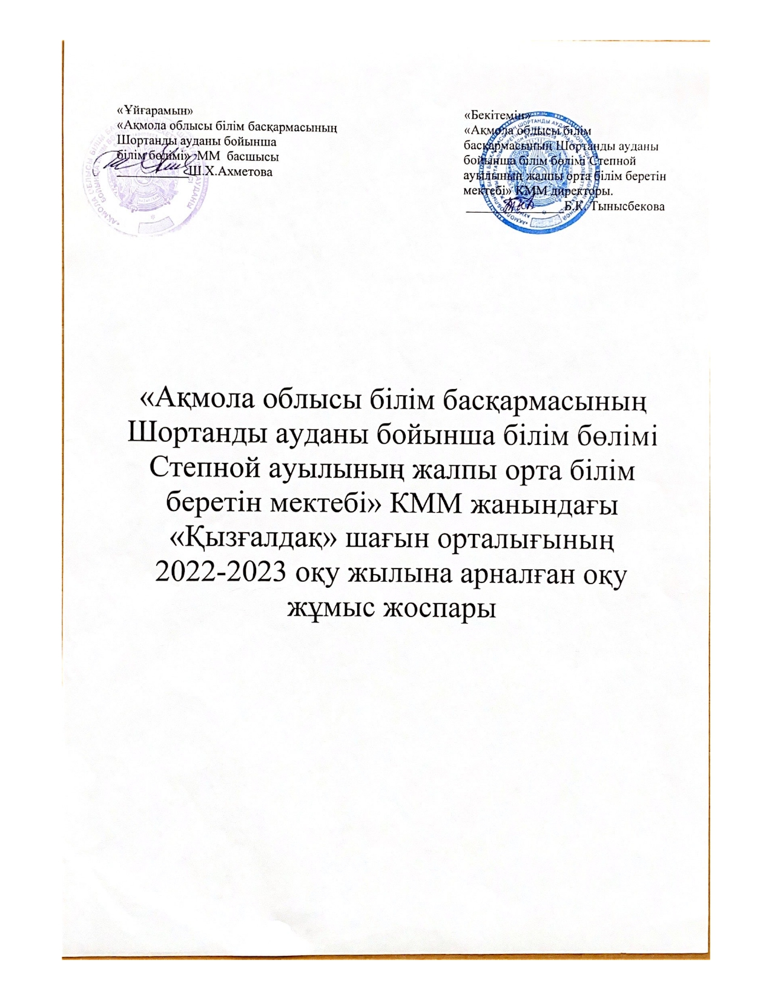 «Ұйғарамын»
«Ақмола облысы білім басқармасының
Шортанды ауданы бойынша
білім бөлімі» ММ басшысы
__________Ш.Х.Ахметова
«Бекітемін»
«Ақмола облысы білім
басқармасының Шортанды ауданы
бойынша білім бөлімі Степной
ауылының жалпы орта білім беретін
мектебі» КММ директоры.
______________Б.К. Тынысбекова
«Ақмола облысы білім басқармасының
Шортанды ауданы бойынша білім бөлімі
Степной ауылының жалпы орта білім
беретін мектебі» КММ жанындағы
«Қызғалдақ» шағын орталығының
2022-2023 оқу жылына арналған оқу
жұмыс жоспары